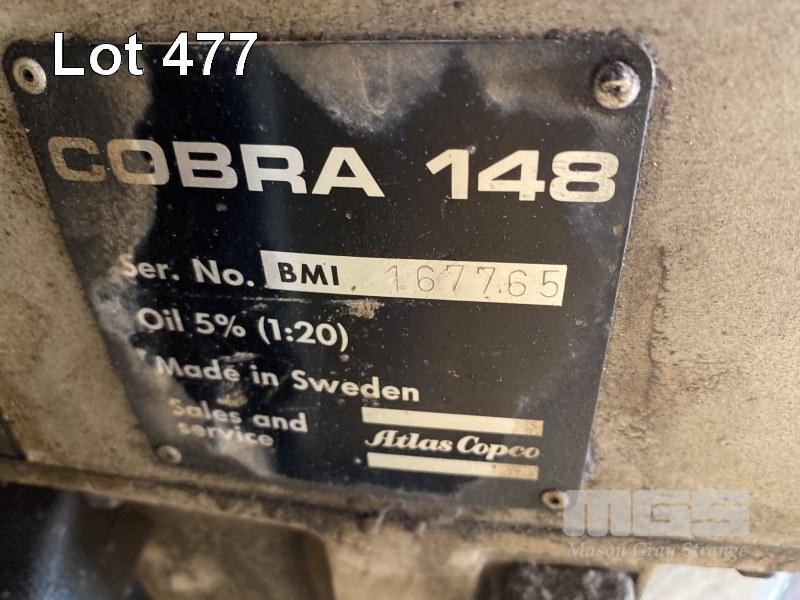 Lot 477
COBRA 148
Ser. No. BMI 167765
Oil 5% (1:20)
Made in Sweden
Sales and
service
Atlas Copco
MGS
Mason Gray Strange